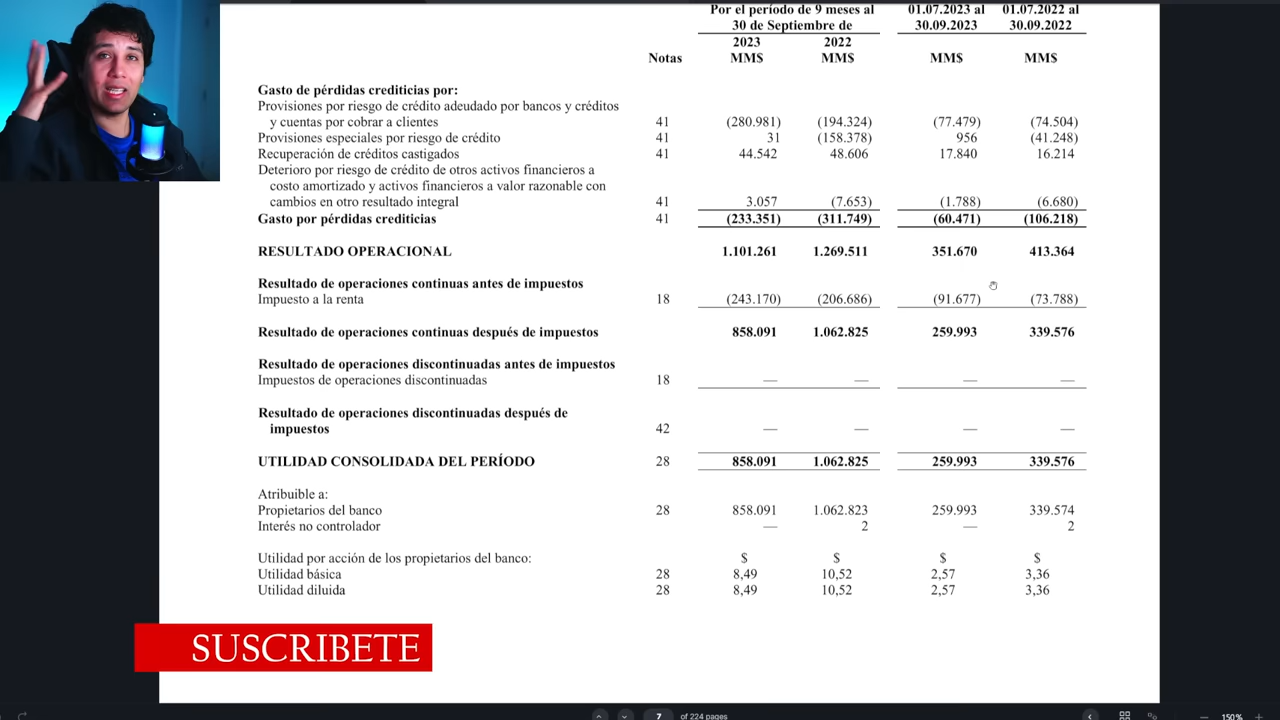 Por el período de 9 meses al 01.07.2023 al 01.07.2022 al
30 de Septiembre de 30.09.2023 30.09.2022
2023 2022
Notas MM$ MM$ MM$ MM$
Gasto de pérdidas crediticias por:
Provisiones por riesgo de crédito adeudado por bancos y créditos
y cuentas por cobrar a clientes 41 (280.981) (194.324) (77.479) (74.504)
Provisiones especiales por riesgo de crédito 41 31 (158.378) 956 (41.248)
Recuperación de créditos castigados 41 44.542 48.606 17.840 16.214
Deterioro por riesgo de crédito de otros activos financieros a
costo amortizado y activos financieros a valor razonable con
cambios en otro resultado integral 41 3.057 (7.653) (1.788) (6.680)
Gasto por pérdidas crediticias 41 (233.351) (311.749) (60.471) (106.218)
RESULTADO OPERACIONAL 1.101.261 1.269.511 351.670 413.364
Resultado de operaciones continuas antes de impuestos
Impuesto a la renta 18 (243.170) (206.686) (91.677) (73.788)
Resultado de operaciones continuas después de impuestos 858.091 1.062.825 259.993 339.576
Resultado de operaciones discontinuadas antes de impuestos
Impuestos de operaciones discontinuadas 18 — — — —
Resultado de operaciones discontinuadas después de
impuestos 42 — — — —
UTILIDAD CONSOLIDADA DEL PERÍODO 28 858.091 1.062.825 259.993 339.576
Atribuible a:
Propietarios del banco 28 858.091 1.062.823 259.993 339.574
Interés no controlador — 2 — 2
Utilidad por acción de los propietarios del banco: $ $ $ $
Utilidad básica 28 8,49 10,52 2,57 3,36
Utilidad diluida 28 8,49 10,52 2,57 3,36
SUSCRIBETE
7 of 224 pages 150%